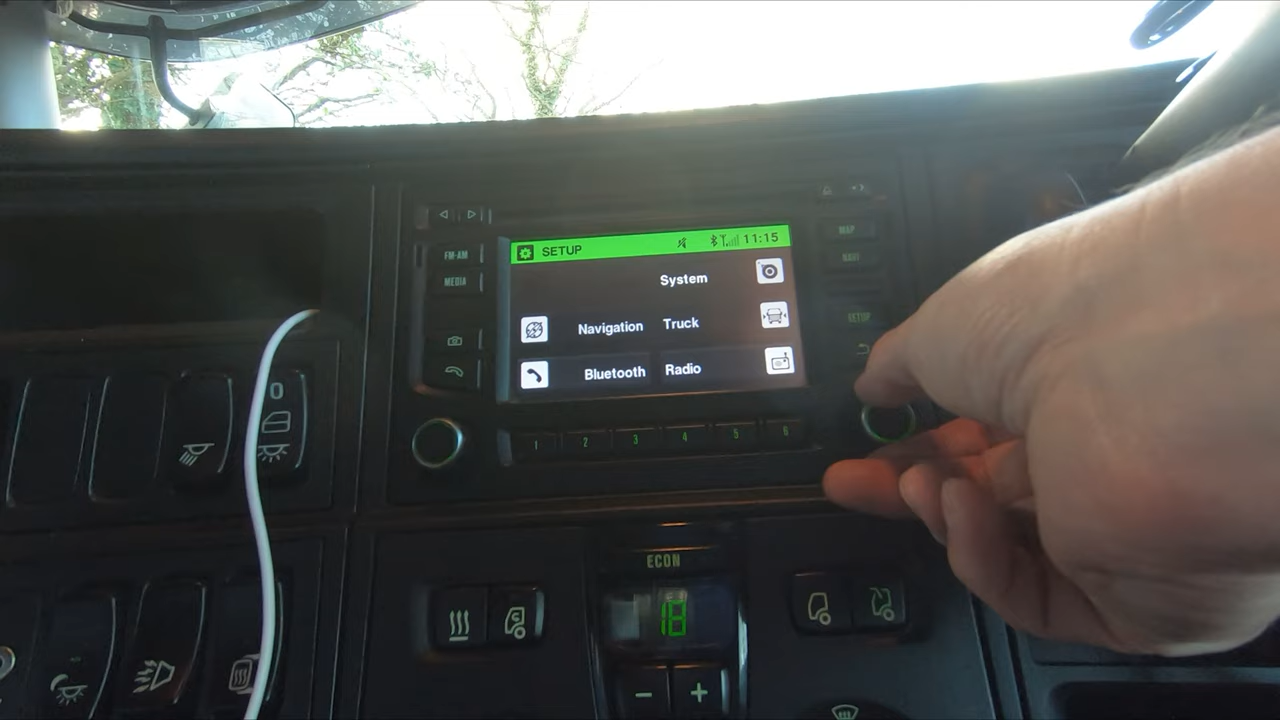 SETUP 11:15
FM-AM
MEDIA
MAP
NAVI
SETUP
System
Navigation Truck
Bluetooth Radio
1 2 3 4 5 6
0
ECON
18
- +